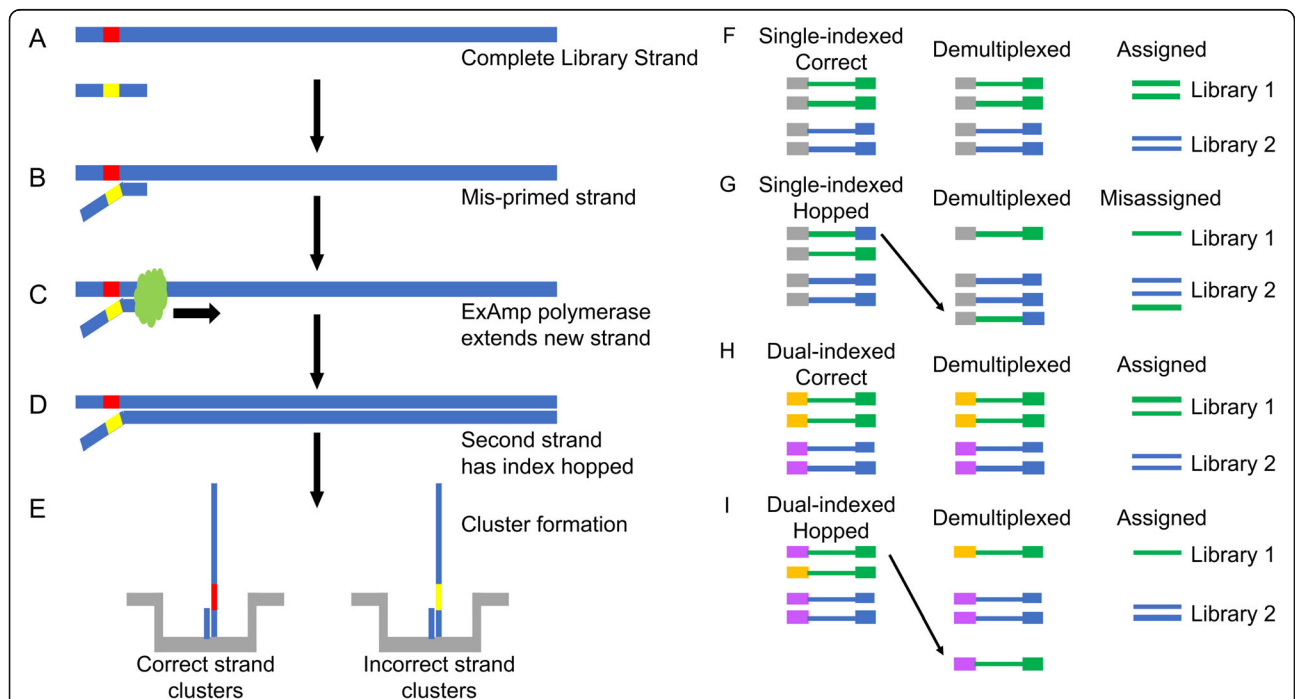 A
Complete Library Strand
B
Mis-primed strand
C
ExAmp polymerase
extends new strand
D
Second strand
has index hopped
E
Cluster formation
Correct strand
clusters
Incorrect strand
clusters
F
Single-indexed
Correct
Demultiplexed
Assigned
Library 1
Library 2
G
Single-indexed
Hopped
Demultiplexed
Misassigned
Library 1
Library 2
H
Dual-indexed
Correct
Demultiplexed
Assigned
Library 1
Library 2
I
Dual-indexed
Hopped
Demultiplexed
Assigned
Library 1
Library 2